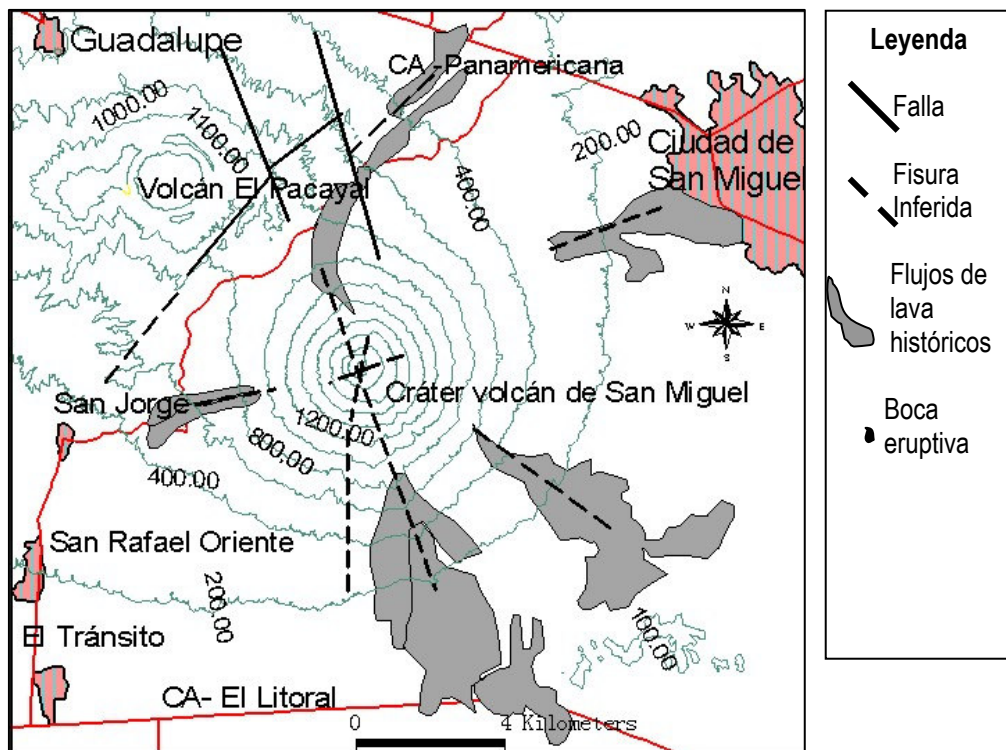 Guadalupe
CA -Panamericana
1000.00
1100.00
200.00
Ciudad de
San Miguel
Volcán El Pacayal
400.00
N
W E
S
San Jorge
Cráter volcán de San Miguel
1200.00
800.00
400.00
San Rafael Oriente
200.00
El Tránsito
100.00
CA- El Litoral
0 4 Kilometers
Leyenda
Falla
Fisura
Inferida
Flujos de
lava
históricos
Boca
eruptiva